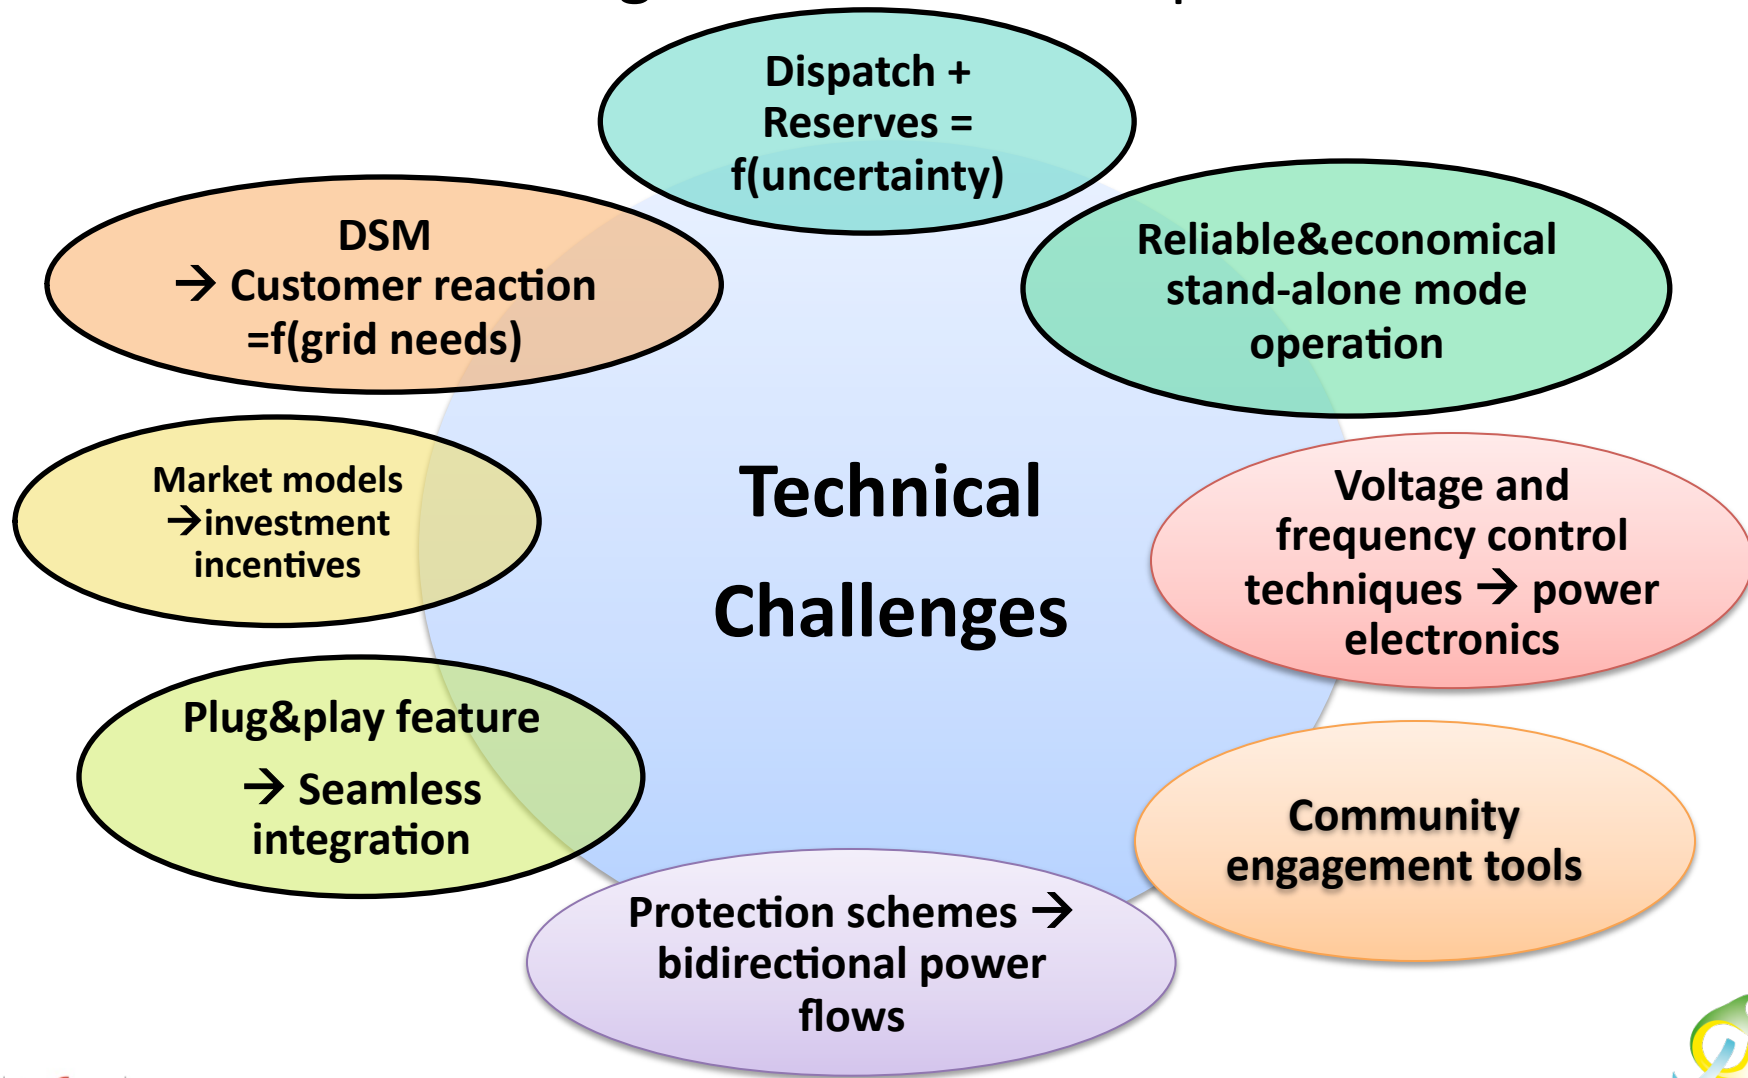 Dispatch +
Reserves =
f(uncertainty)
DSM
→ Customer reaction
=f(grid needs)
Reliable&economical
stand-alone mode
operation
Market models
→investment
incentives
Technical
Challenges
Voltage and
frequency control
techniques → power
electronics
Plug&play feature
→ Seamless
integration
Community
engagement tools
Protection schemes →
bidirectional power
flows